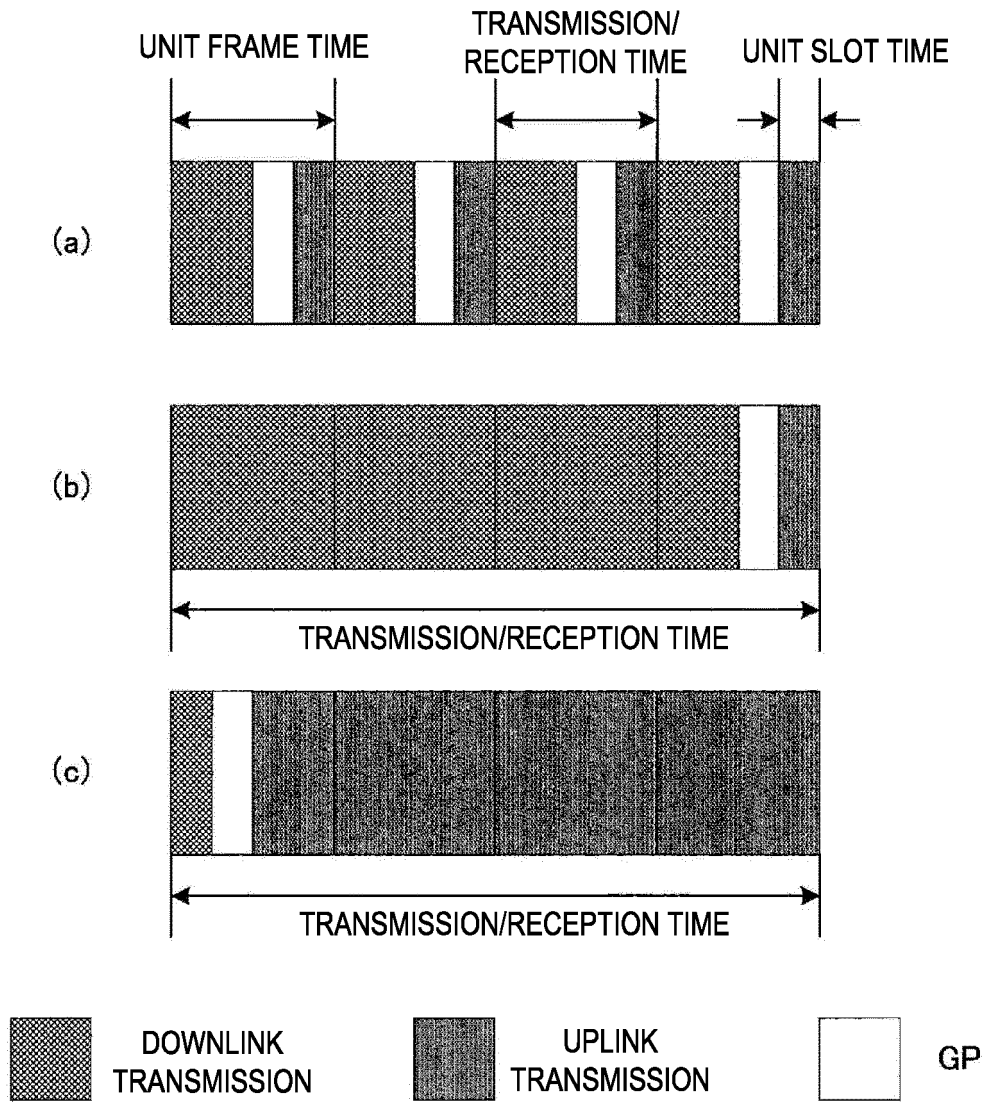 UNIT FRAME TIME
TRANSMISSION/
RECEPTION TIME
UNIT SLOT TIME
(a)
(b)
TRANSMISSION/RECEPTION TIME
(c)
TRANSMISSION/RECEPTION TIME
DOWNLINK
TRANSMISSION
UPLINK
TRANSMISSION
GP